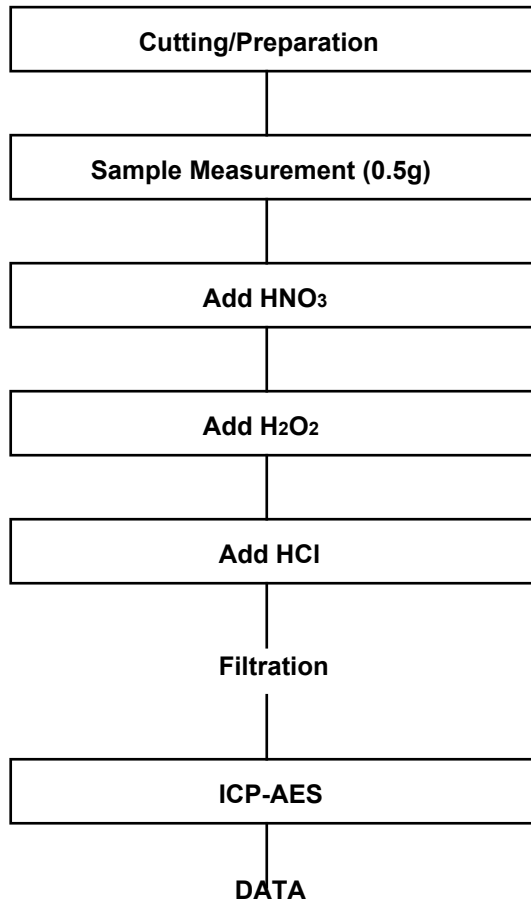 Cutting/Preparation
Sample Measurement (0.5g)
Add HNO3
Add H2O2
Add HCl
Filtration
ICP-AES
DATA